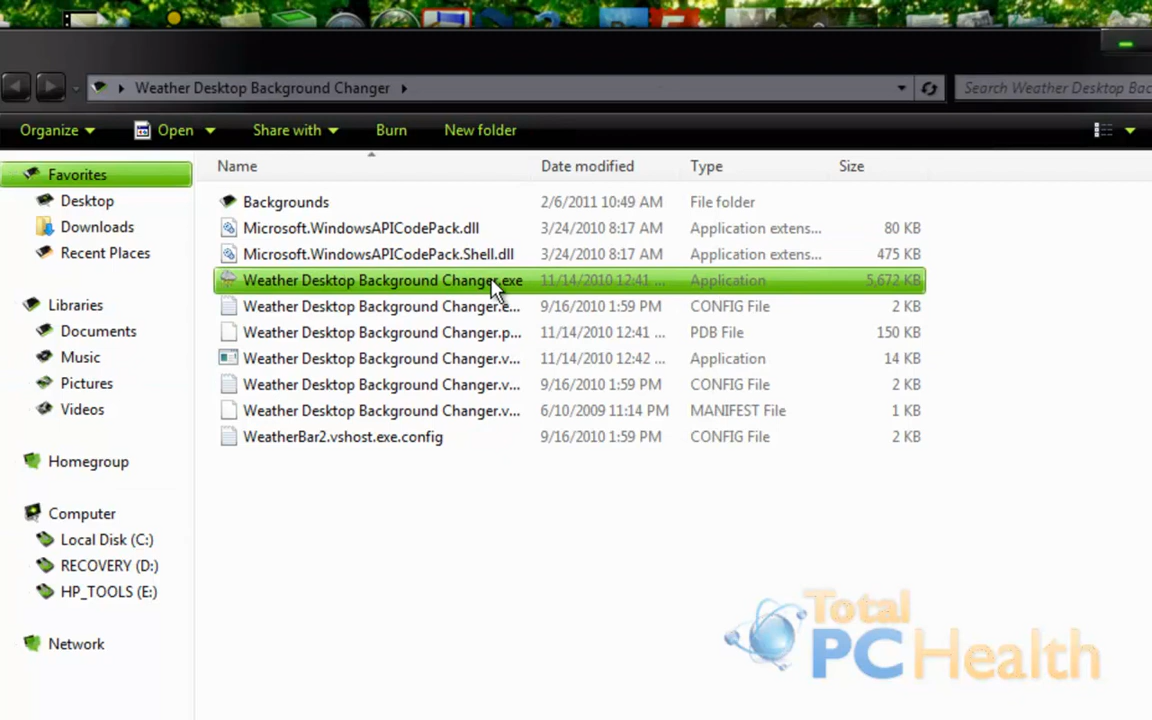 Weather Desktop Background Changer
Search Weather Desktop Bac
Organize Open Share with Burn New folder
Name Date modified Type Size
Favorites
Desktop
Downloads
Recent Places
Libraries
Documents
Music
Pictures
Videos
Homegroup
Computer
Local Disk (C:)
RECOVERY (D:)
HP_TOOLS (E:)
Network
Backgrounds 2/6/2011 10:49 AM File folder
Microsoft.WindowsAPICodePack.dll 3/24/2010 8:17 AM Application extens... 80 KB
Microsoft.WindowsAPICodePack.Shell.dll 3/24/2010 8:17 AM Application extens... 475 KB
Weather Desktop Background Changer.exe 11/14/2010 12:41 ... Application 5,672 KB
Weather Desktop Background Changer.e... 9/16/2010 1:59 PM CONFIG File 2 KB
Weather Desktop Background Changer.p... 11/14/2010 12:41 ... PDB File 150 KB
Weather Desktop Background Changer.v... 11/14/2010 12:42 ... Application 14 KB
Weather Desktop Background Changer.v... 9/16/2010 1:59 PM CONFIG File 2 KB
Weather Desktop Background Changer.v... 6/10/2009 11:14 PM MANIFEST File 1 KB
WeatherBar2.vshost.exe.config 9/16/2010 1:59 PM CONFIG File 2 KB
Total
PCHealth